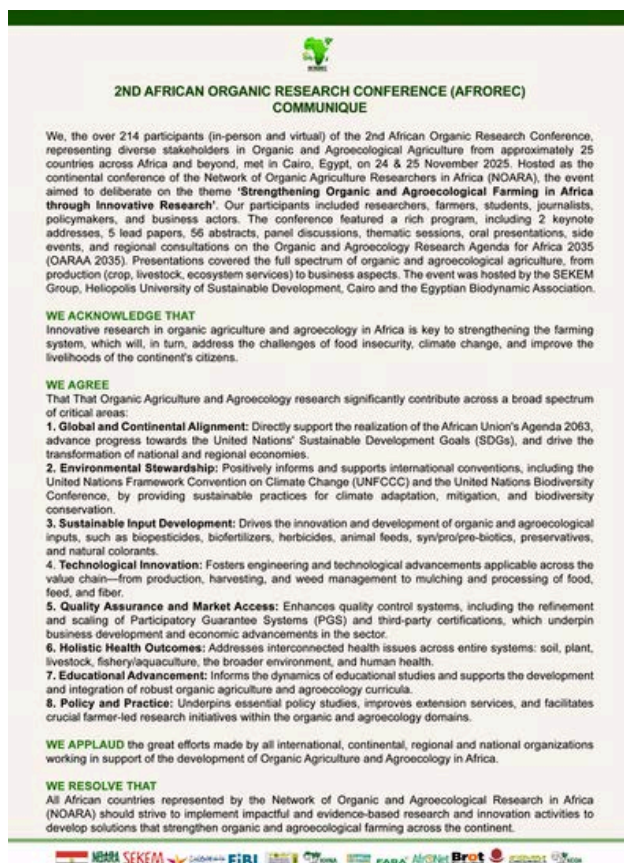 2ND AFRICAN ORGANIC RESEARCH CONFERENCE (AFROREC)
COMMUNIQUE
We, the over 214 participants (in-person and virtual) of the 2nd African Organic Research Conference,
representing diverse stakeholders in Organic and Agroecological Agriculture from approximately 25
countries across Africa and beyond, met in Cairo, Egypt, on 24 & 25 November 2025. Hosted as the
continental conference of the Network of Organic Agriculture Researchers in Africa (NOARA), the event
aimed to deliberate on the theme ‘Strengthening Organic and Agroecological Farming in Africa
through Innovative Research’. Our participants included researchers, farmers, students, journalists,
policymakers, and business actors. The conference featured a rich program, including 2 keynote
addresses, 5 lead papers, 56 abstracts, panel discussions, thematic sessions, oral presentations, side
events, and regional consultations on the Organic and Agroecology Research Agenda for Africa 2035
(OARAA 2035). Presentations covered the full spectrum of organic and agroecological agriculture, from
production (crop, livestock, ecosystem services) to business aspects. The event was hosted by the SEKEM
Group, Heliopolis University of Sustainable Development, Cairo and the Egyptian Biodynamic Association.
WE ACKNOWLEDGE THAT
Innovative research in organic agriculture and agroecology in Africa is key to strengthening the farming
system, which will, in turn, address the challenges of food insecurity, climate change, and improve the
livelihoods of the continent's citizens.
WE AGREE
That That Organic Agriculture and Agroecology research significantly contribute across a broad spectrum
of critical areas:
1. Global and Continental Alignment: Directly support the realization of the African Union's Agenda 2063,
advance progress towards the United Nations' Sustainable Development Goals (SDGs), and drive the
transformation of national and regional economies.
2. Environmental Stewardship: Positively informs and supports international conventions, including the
United Nations Framework Convention on Climate Change (UNFCCC) and the United Nations Biodiversity
Conference, by providing sustainable practices for climate adaptation, mitigation, and biodiversity
conservation.
3. Sustainable Input Development: Drives the innovation and development of organic and agroecological
inputs, such as biopesticides, biofertilizers, herbicides, animal feeds, syn/pro/pre-biotics, preservatives,
and natural colorants.
4. Technological Innovation: Fosters engineering and technological advancements applicable across the
value chain—from production, harvesting, and weed management to mulching and processing of food,
feed, and fiber.
5. Quality Assurance and Market Access: Enhances quality control systems, including the refinement
and scaling of Participatory Guarantee Systems (PGS) and third-party certifications, which underpin
business development and economic advancements in the sector.
6. Holistic Health Outcomes: Addresses interconnected health issues across entire systems: soil, plant,
livestock, fishery/aquaculture, the broader environment, and human health.
7. Educational Advancement: Informs the dynamics of educational studies and supports the development
and integration of robust organic agriculture and agroecology curricula.
8. Policy and Practice: Underpins essential policy studies, improves extension services, and facilitates
crucial farmer-led research initiatives within the organic and agroecology domains.
WE APPLAUD the great efforts made by all international, continental, regional and national organizations
working in support of the development of Organic Agriculture and Agroecology in Africa.
WE RESOLVE THAT
All African countries represented by the Network of Organic and Agroecological Research in Africa
(NOARA) should strive to implement impactful and evidence-based research and innovation activities to
develop solutions that strengthen organic and agroecological farming across the continent.
NOARA SEKEM FiBL AfrONet Brot